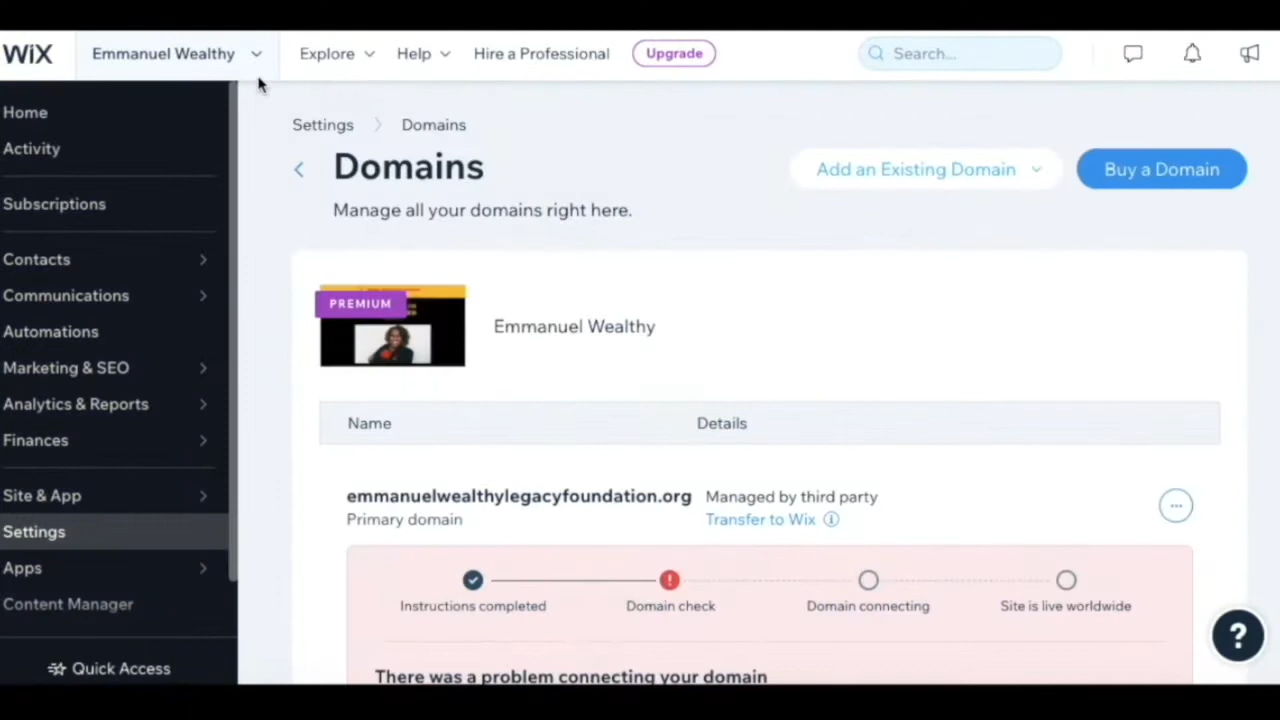 WiX Emmanuel Wealthy Explore Help Hire a Professional Upgrade Search...
Home
Activity
Subscriptions
Contacts
Communications
Automations
Marketing & SEO
Analytics & Reports
Finances
Site & App
Settings
Apps
Content Manager
Quick Access
Settings Domains
Domains
Add an Existing Domain
Buy a Domain
Manage all your domains right here.
PREMIUM
Emmanuel Wealthy
Name Details
emmanuelwealthylegacyfoundation.org Managed by third party
Primary domain Transfer to Wix
Instructions completed Domain check Domain connecting Site is live worldwide
There was a problem connecting your domain